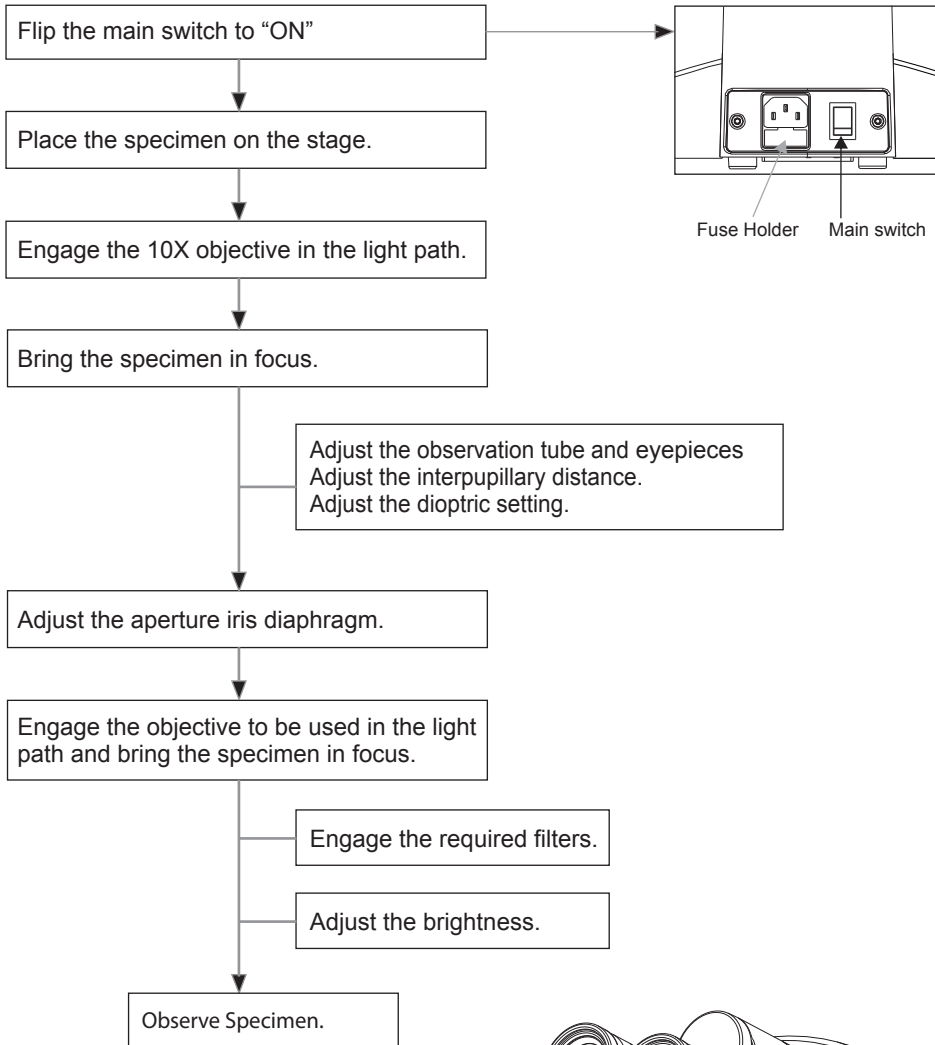 Flip the main switch to “ON”
Place the specimen on the stage.
Fuse Holder
Main switch
Engage the 10X objective in the light path.
Bring the specimen in focus.
Adjust the observation tube and eyepieces
Adjust the interpupillary distance.
Adjust the dioptric setting.
Adjust the aperture iris diaphragm.
Engage the objective to be used in the light
path and bring the specimen in focus.
Engage the required filters.
Adjust the brightness.
Observe Specimen.